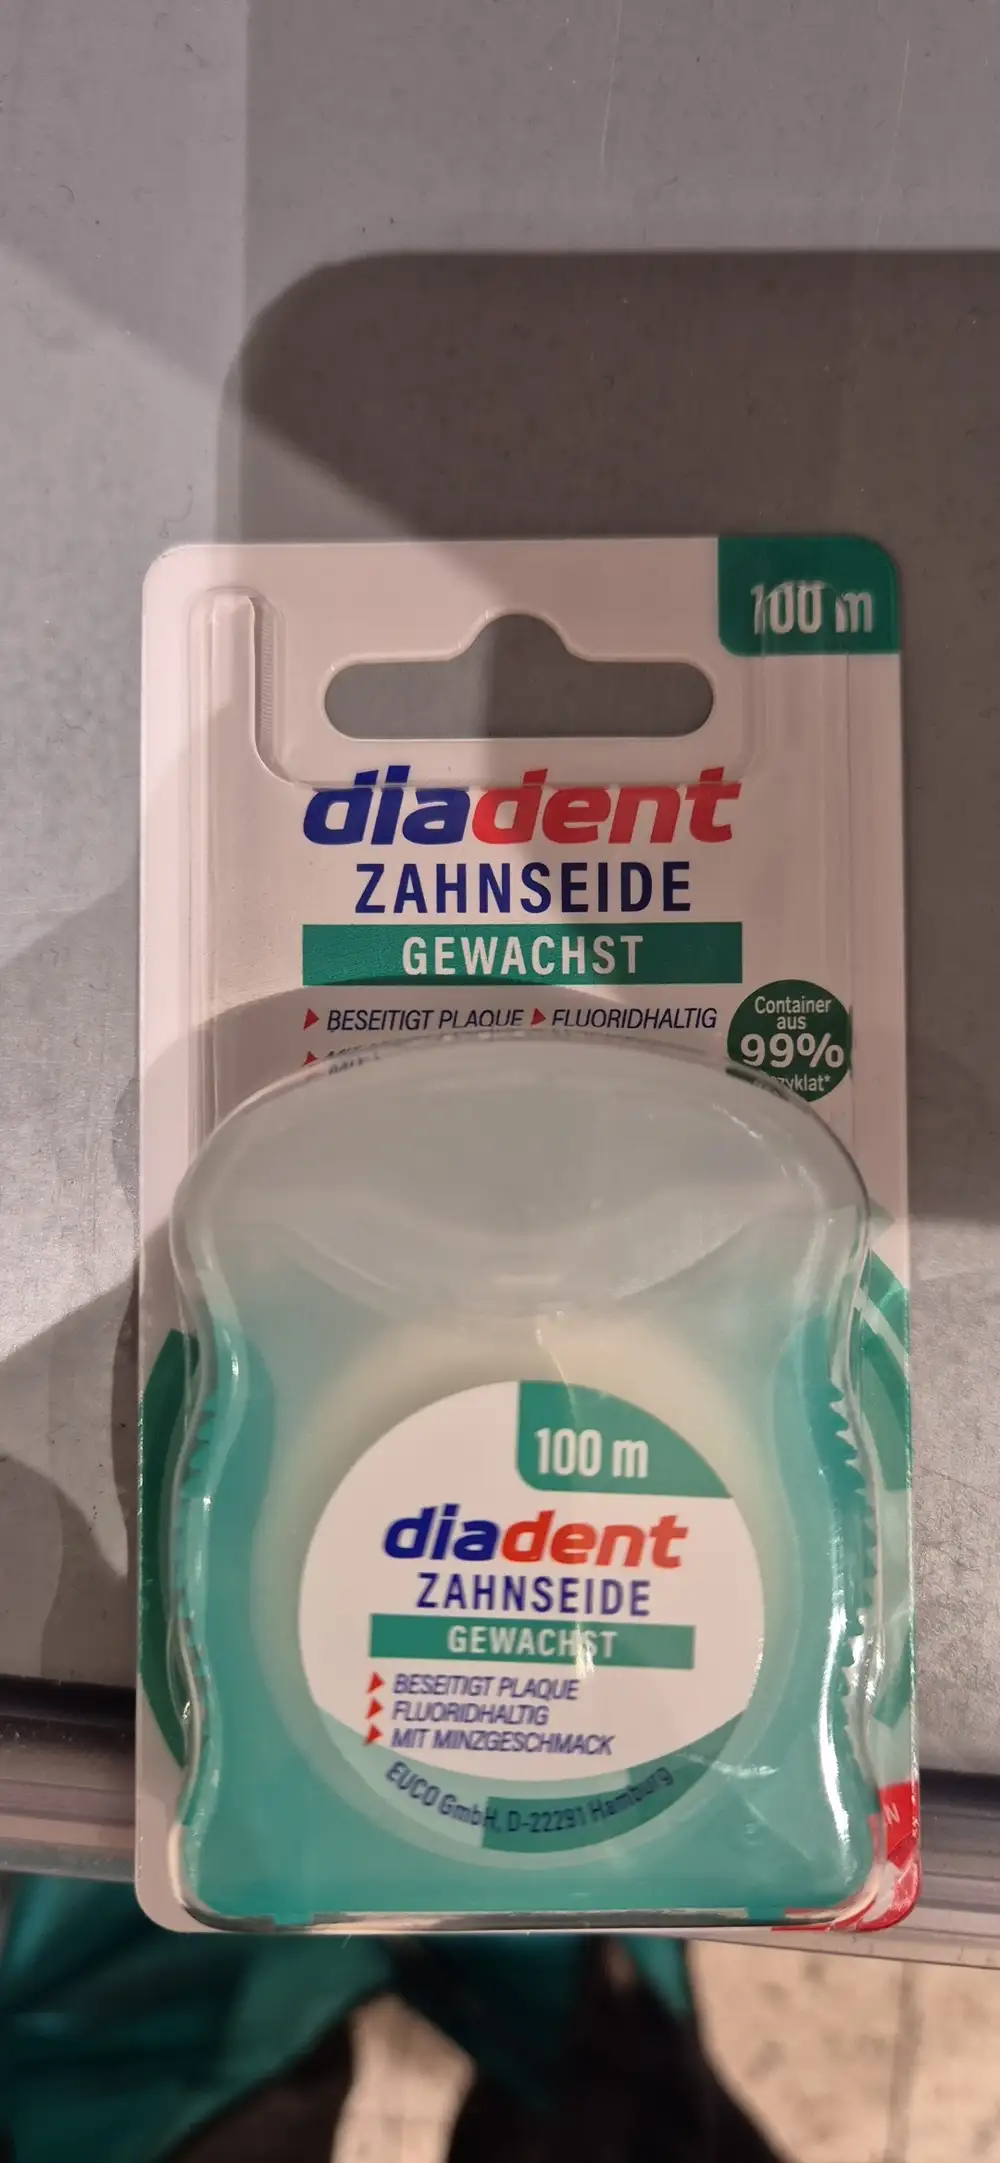 100 m
diadent
ZAHNSEIDE
GEWACHST
BESEITIGT PLAQUE FLUORIDHALTIG
MIT
Container
aus
99%
100 m
diadent
ZAHNSEIDE
GEWACHST
BESEITIGT PLAQUE
FLUORIDHALTIG
MIT MINZGESCHMACK
EUCO GmbH, D-22291 Hamburg